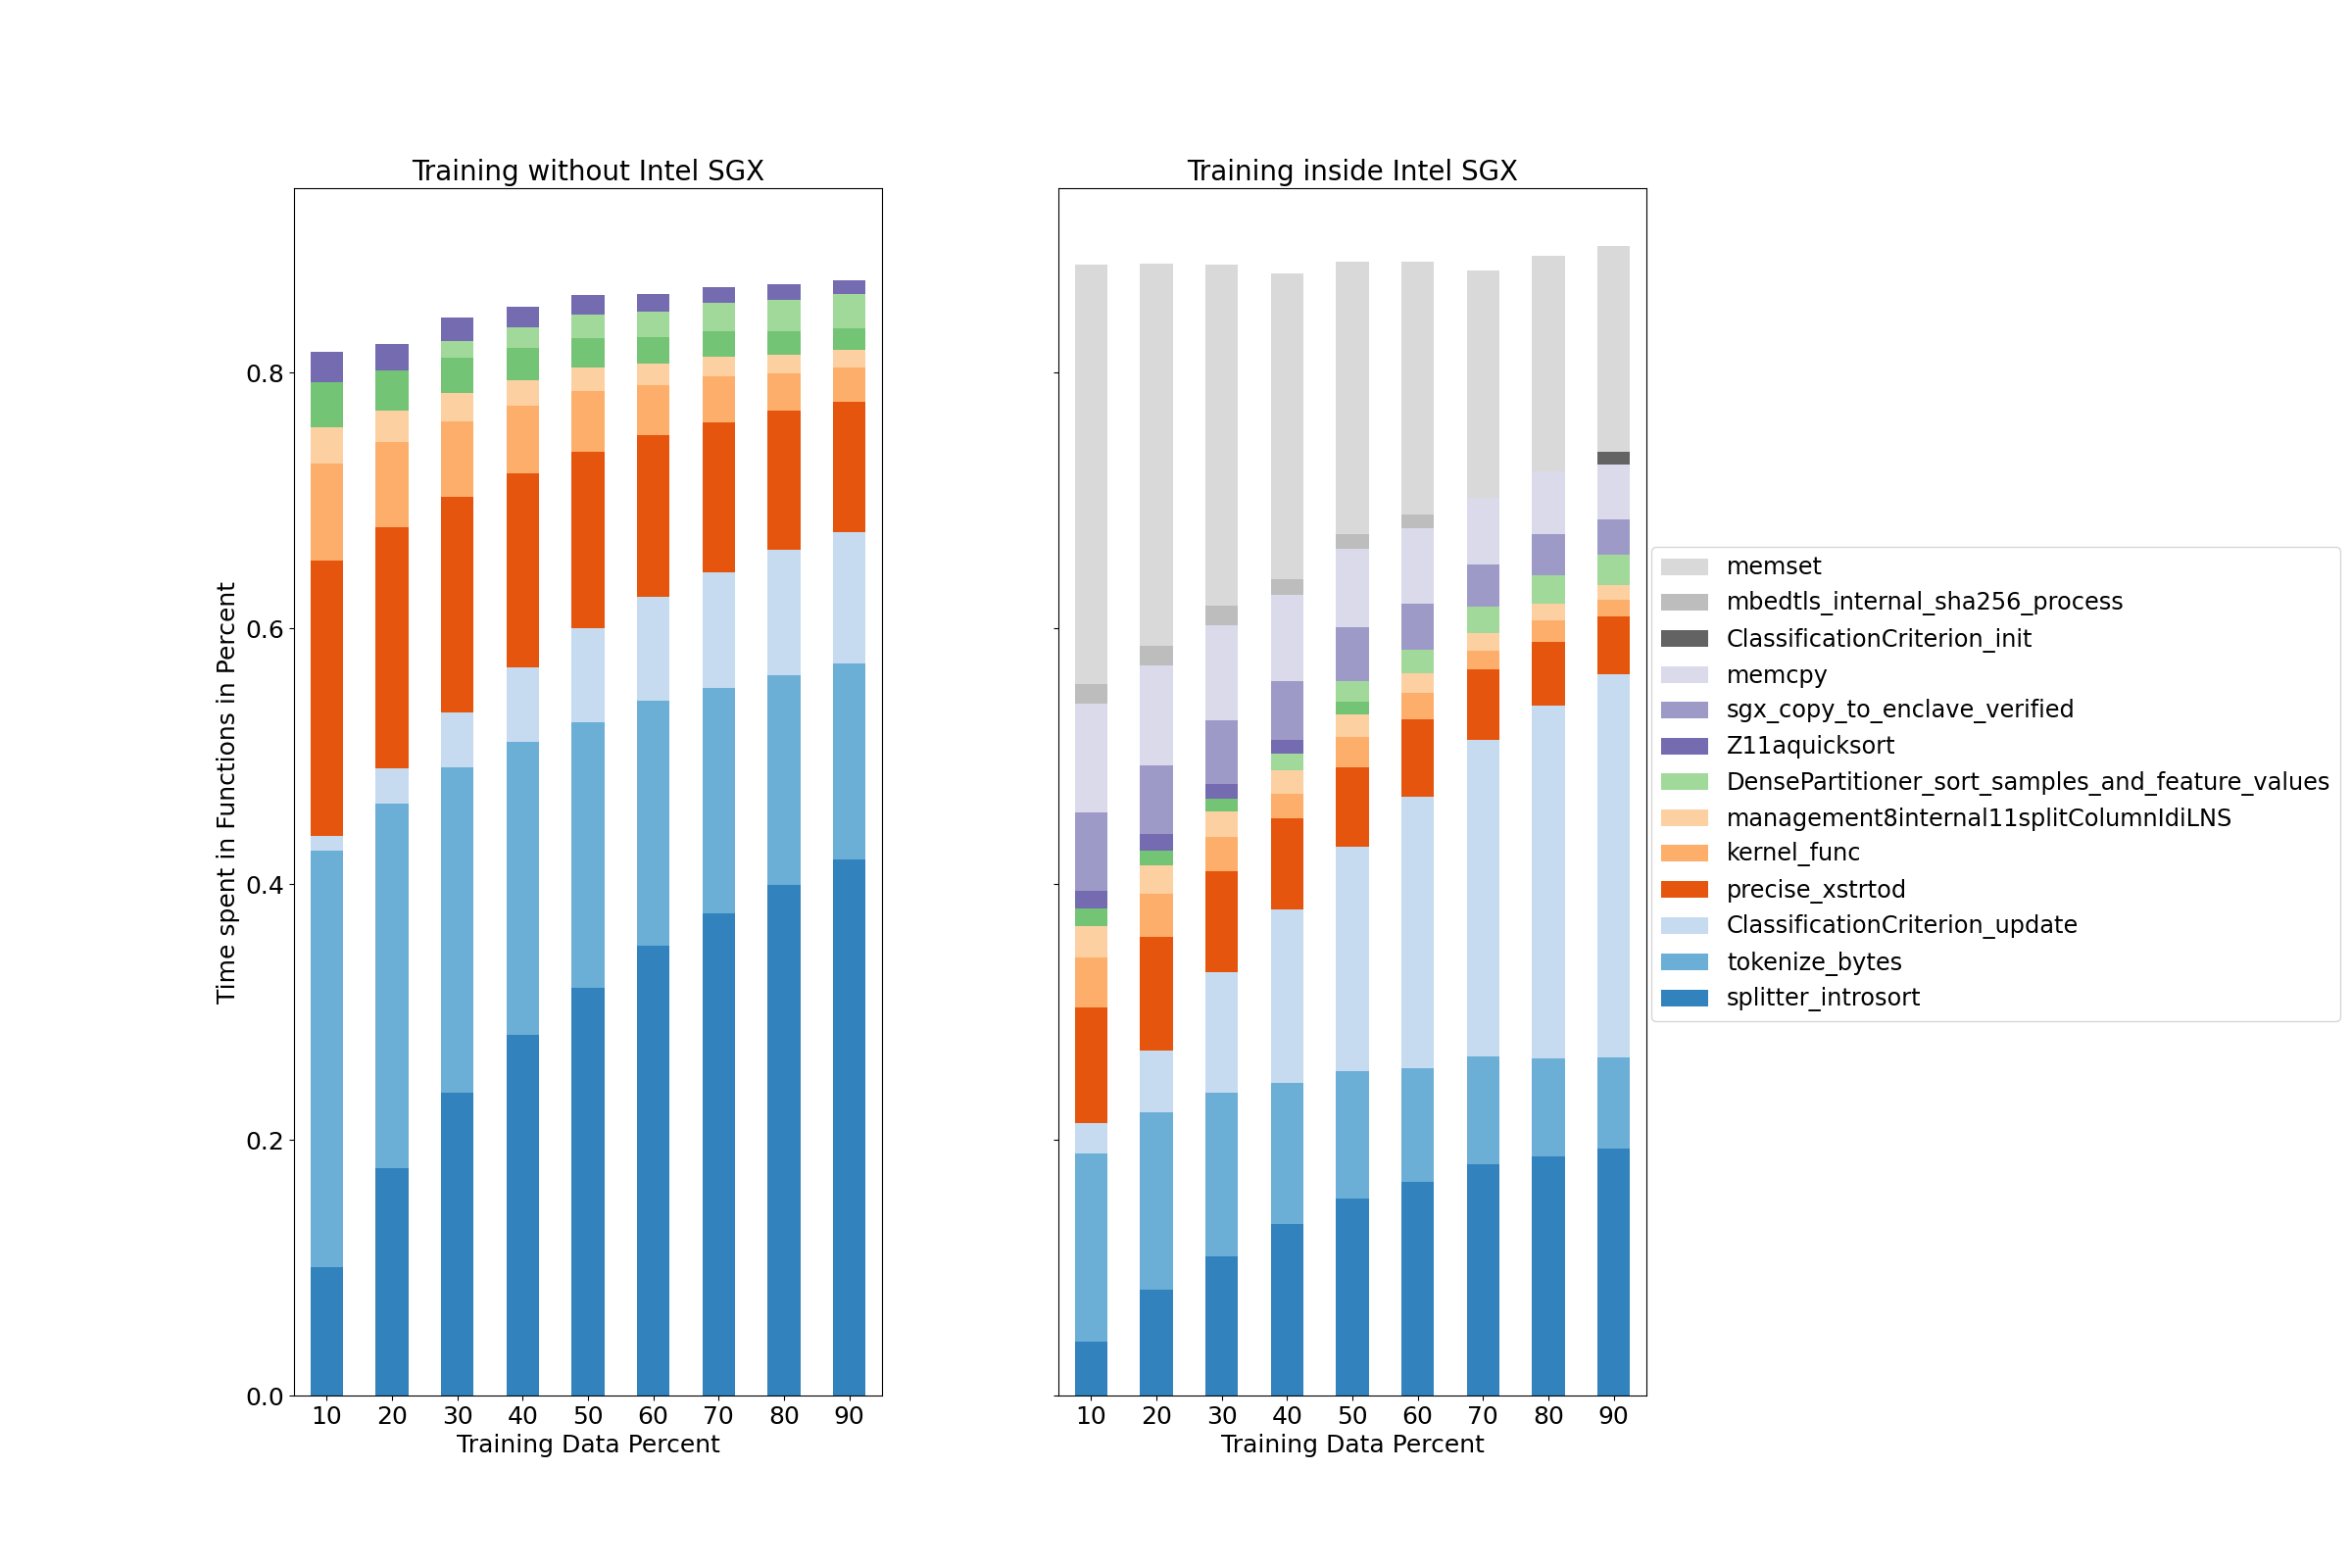 Training without Intel SGX
Training inside Intel SGX
Time spent in Functions in Percent
0.8
0.6
0.4
0.2
0.0
10 20 30 40 50 60 70 80 90
Training Data Percent
10 20 30 40 50 60 70 80 90
Training Data Percent
memset
mbedtls_internal_sha256_process
ClassificationCriterion_init
memcpy
sgx_copy_to_enclave_verified
Z11aquicksort
DensePartitioner_sort_samples_and_feature_values
management8internal11splitColumnIdiLNS
kernel_func
precise_xstrtod
ClassificationCriterion_update
tokenize_bytes
splitter_introsort